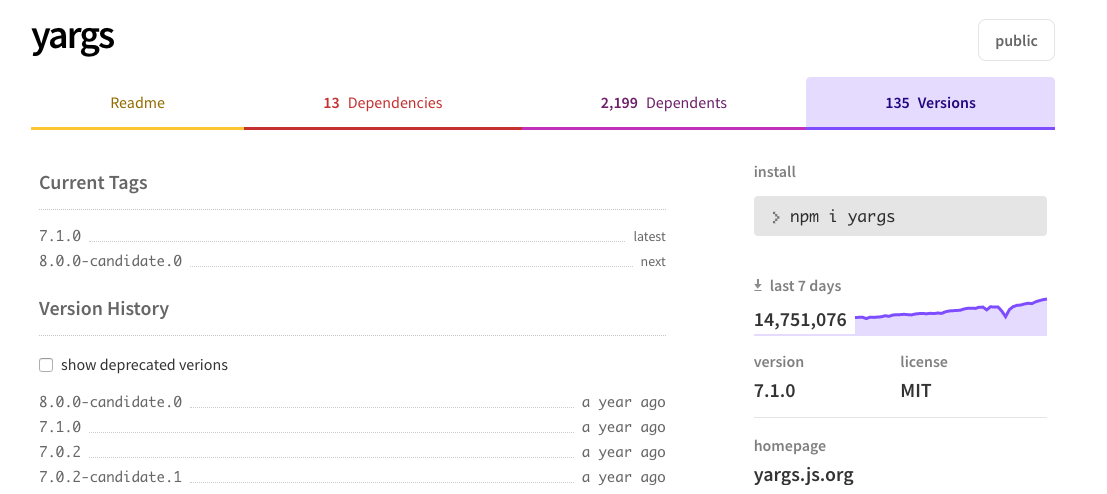 yargs
public
Readme
13 Dependencies
2,199 Dependents
135 Versions
Current Tags
7.1.0 latest
8.0.0-candidate.0 next
Version History
show deprecated verions
8.0.0-candidate.0 a year ago
7.1.0 a year ago
7.0.2 a year ago
7.0.2-candidate.1 a year ago
install
> npm i yargs
last 7 days
14,751,076
version license
7.1.0 MIT
homepage
yargs.js.org